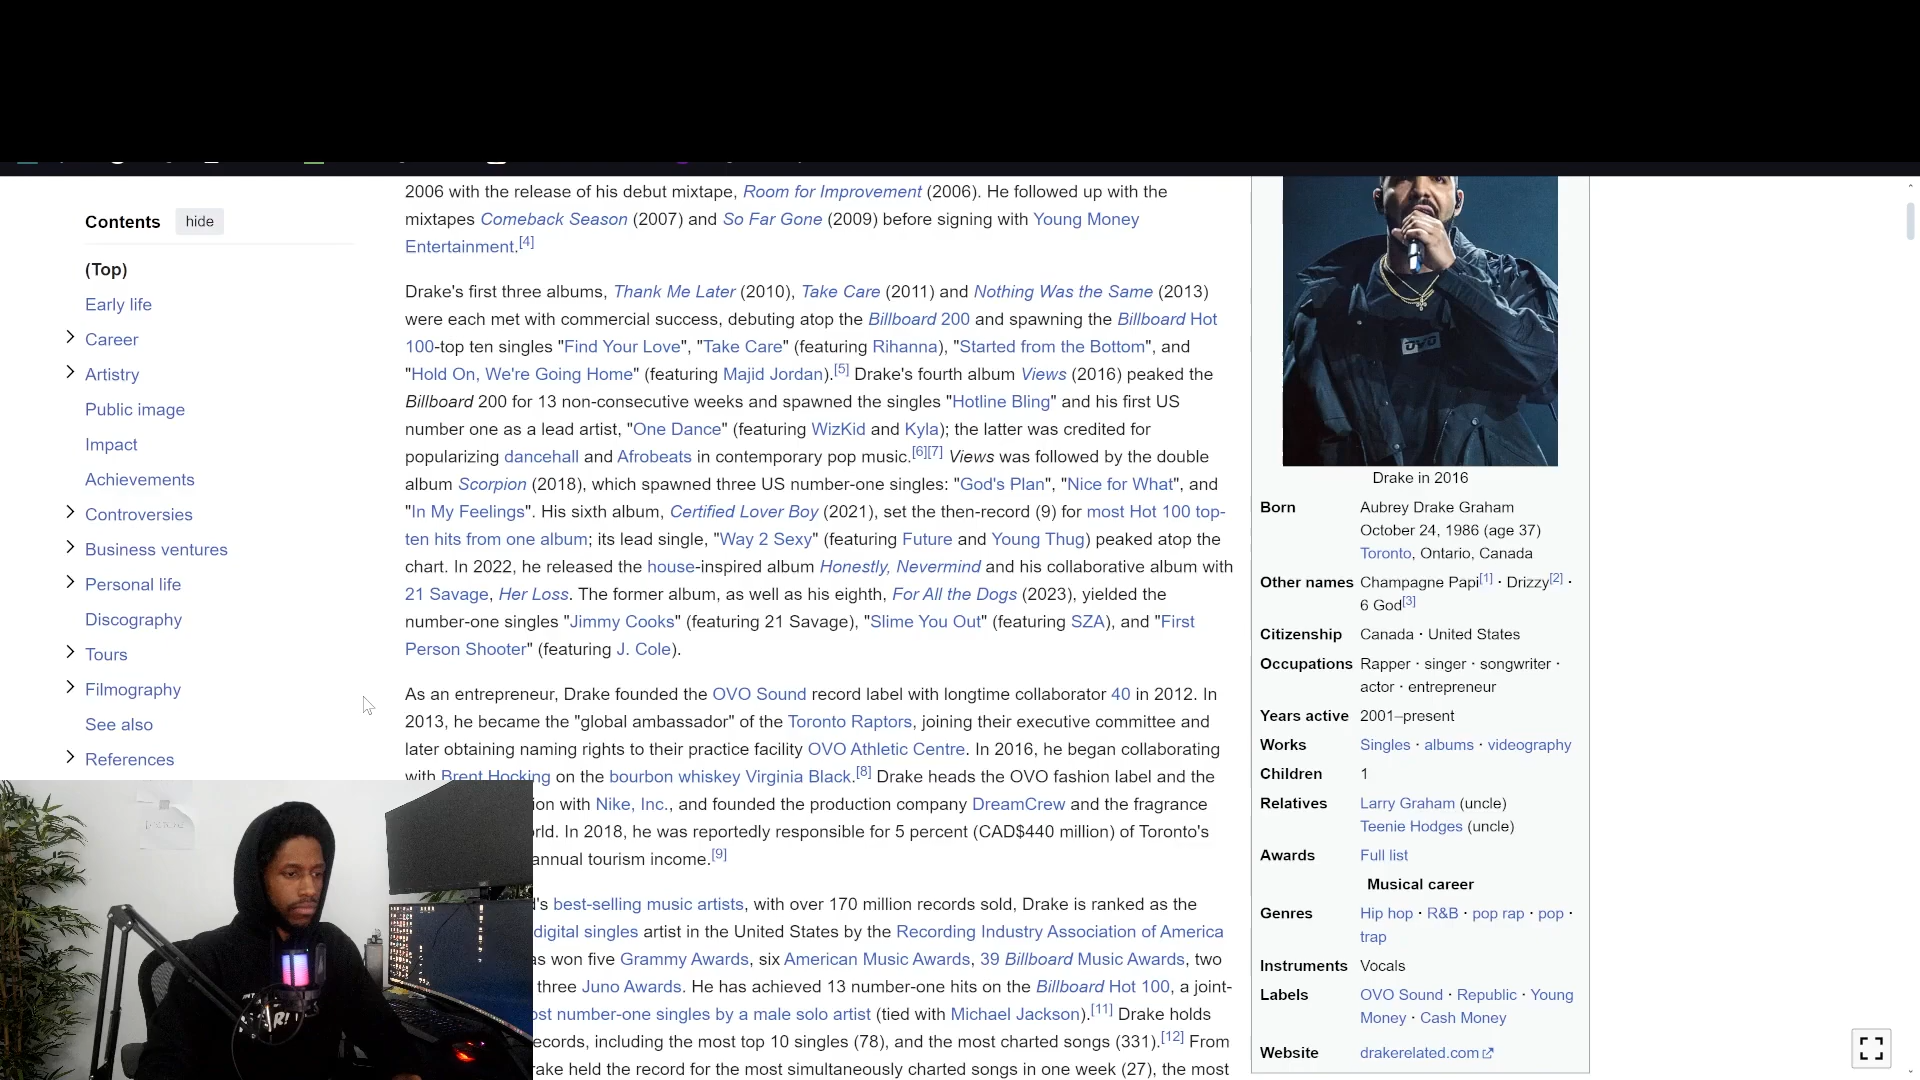 Contents hide
(Top)
Early life
Career
Artistry
Public image
Impact
Achievements
Controversies
Business ventures
Personal life
Discography
Tours
Filmography
See also
References
2006 with the release of his debut mixtape, Room for Improvement (2006). He followed up with the
mixtapes Comeback Season (2007) and So Far Gone (2009) before signing with Young Money
Entertainment.[4]
Drake's first three albums, Thank Me Later (2010), Take Care (2011) and Nothing Was the Same (2013)
were each met with commercial success, debuting atop the Billboard 200 and spawning the Billboard Hot
100-top ten singles "Find Your Love", "Take Care" (featuring Rihanna), "Started from the Bottom", and
"Hold On, We're Going Home" (featuring Majid Jordan).[5] Drake's fourth album Views (2016) peaked the
Billboard 200 for 13 non-consecutive weeks and spawned the singles "Hotline Bling" and his first US
number one as a lead artist, "One Dance" (featuring WizKid and Kyla); the latter was credited for
popularizing dancehall and Afrobeats in contemporary pop music.[6][7] Views was followed by the double
album Scorpion (2018), which spawned three US number-one singles: "God's Plan", "Nice for What", and
"In My Feelings". His sixth album, Certified Lover Boy (2021), set the then-record (9) for most Hot 100 top-
ten hits from one album; its lead single, "Way 2 Sexy" (featuring Future and Young Thug) peaked atop the
chart. In 2022, he released the house-inspired album Honestly, Nevermind and his collaborative album with
21 Savage, Her Loss. The former album, as well as his eighth, For All the Dogs (2023), yielded the
number-one singles "Jimmy Cooks" (featuring 21 Savage), "Slime You Out" (featuring SZA), and "First
Person Shooter" (featuring J. Cole).
As an entrepreneur, Drake founded the OVO Sound record label with longtime collaborator 40 in 2012. In
2013, he became the "global ambassador" of the Toronto Raptors, joining their executive committee and
later obtaining naming rights to their practice facility OVO Athletic Centre. In 2016, he began collaborating
with Brent Hocking on the bourbon whiskey Virginia Black.[8] Drake heads the OVO fashion label and the
ion with Nike, Inc., and founded the production company DreamCrew and the fragrance
rld. In 2018, he was reportedly responsible for 5 percent (CAD$440 million) of Toronto's
annual tourism income.[9]
's best-selling music artists, with over 170 million records sold, Drake is ranked as the
digital singles artist in the United States by the Recording Industry Association of America
as won five Grammy Awards, six American Music Awards, 39 Billboard Music Awards, two
three Juno Awards. He has achieved 13 number-one hits on the Billboard Hot 100, a joint-
ost number-one singles by a male solo artist (tied with Michael Jackson).[11] Drake holds
ecords, including the most top 10 singles (78), and the most charted songs (331).[12] From
rake held the record for the most simultaneously charted songs in one week (27), the most
OVO
Drake in 2016
Born Aubrey Drake Graham
October 24, 1986 (age 37)
Toronto, Ontario, Canada
Other names Champagne Papi[1] · Drizzy[2] ·
6 God[3]
Citizenship Canada · United States
Occupations Rapper · singer · songwriter ·
actor · entrepreneur
Years active 2001–present
Works Singles · albums · videography
Children 1
Relatives Larry Graham (uncle)
Teenie Hodges (uncle)
Awards Full list
Musical career
Genres Hip hop · R&B · pop rap · pop ·
trap
Instruments Vocals
Labels OVO Sound · Republic · Young
Money · Cash Money
Website drakerelated.com